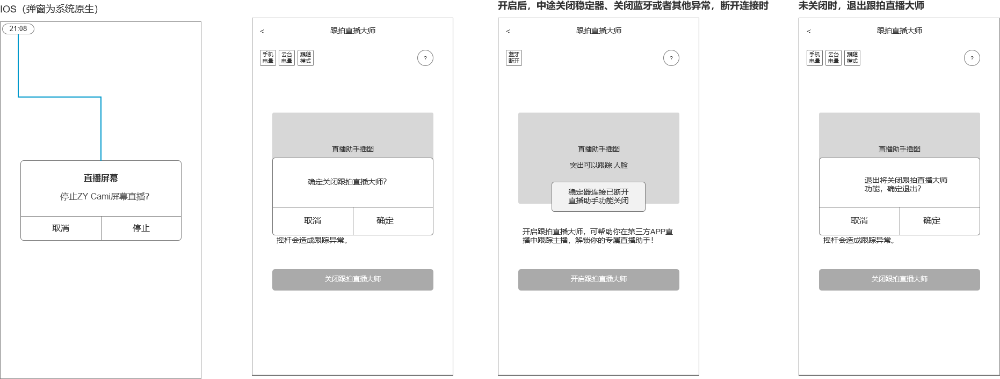 IOS（弹窗为系统原生）
21:08
直播屏幕
停止ZY Cami屏幕直播？
取消
停止
<
跟拍直播大师
手机
电量
云台
电量
跟随
模式
?
直播助手插图
确定关闭跟拍直播大师？
取消
确定
摇杆会造成跟踪异常。
关闭跟拍直播大师
开启后，中途关闭稳定器、关闭蓝牙或者其他异常，断开连接时
<
跟拍直播大师
蓝牙
断开
?
直播助手插图
突出可以跟踪 人脸
稳定器连接已断开
直播助手功能关闭
开启跟拍直播大师，可帮助你在第三方APP直
播中跟踪主播，解锁你的专属直播助手！
开启跟拍直播大师
未关闭时，退出跟拍直播大师
<
跟拍直播大师
手机
电量
云台
电量
跟随
模式
?
直播助手插图
退出将关闭跟拍直播大师
功能，确定退出？
取消
确定
摇杆会造成跟踪异常。
关闭跟拍直播大师